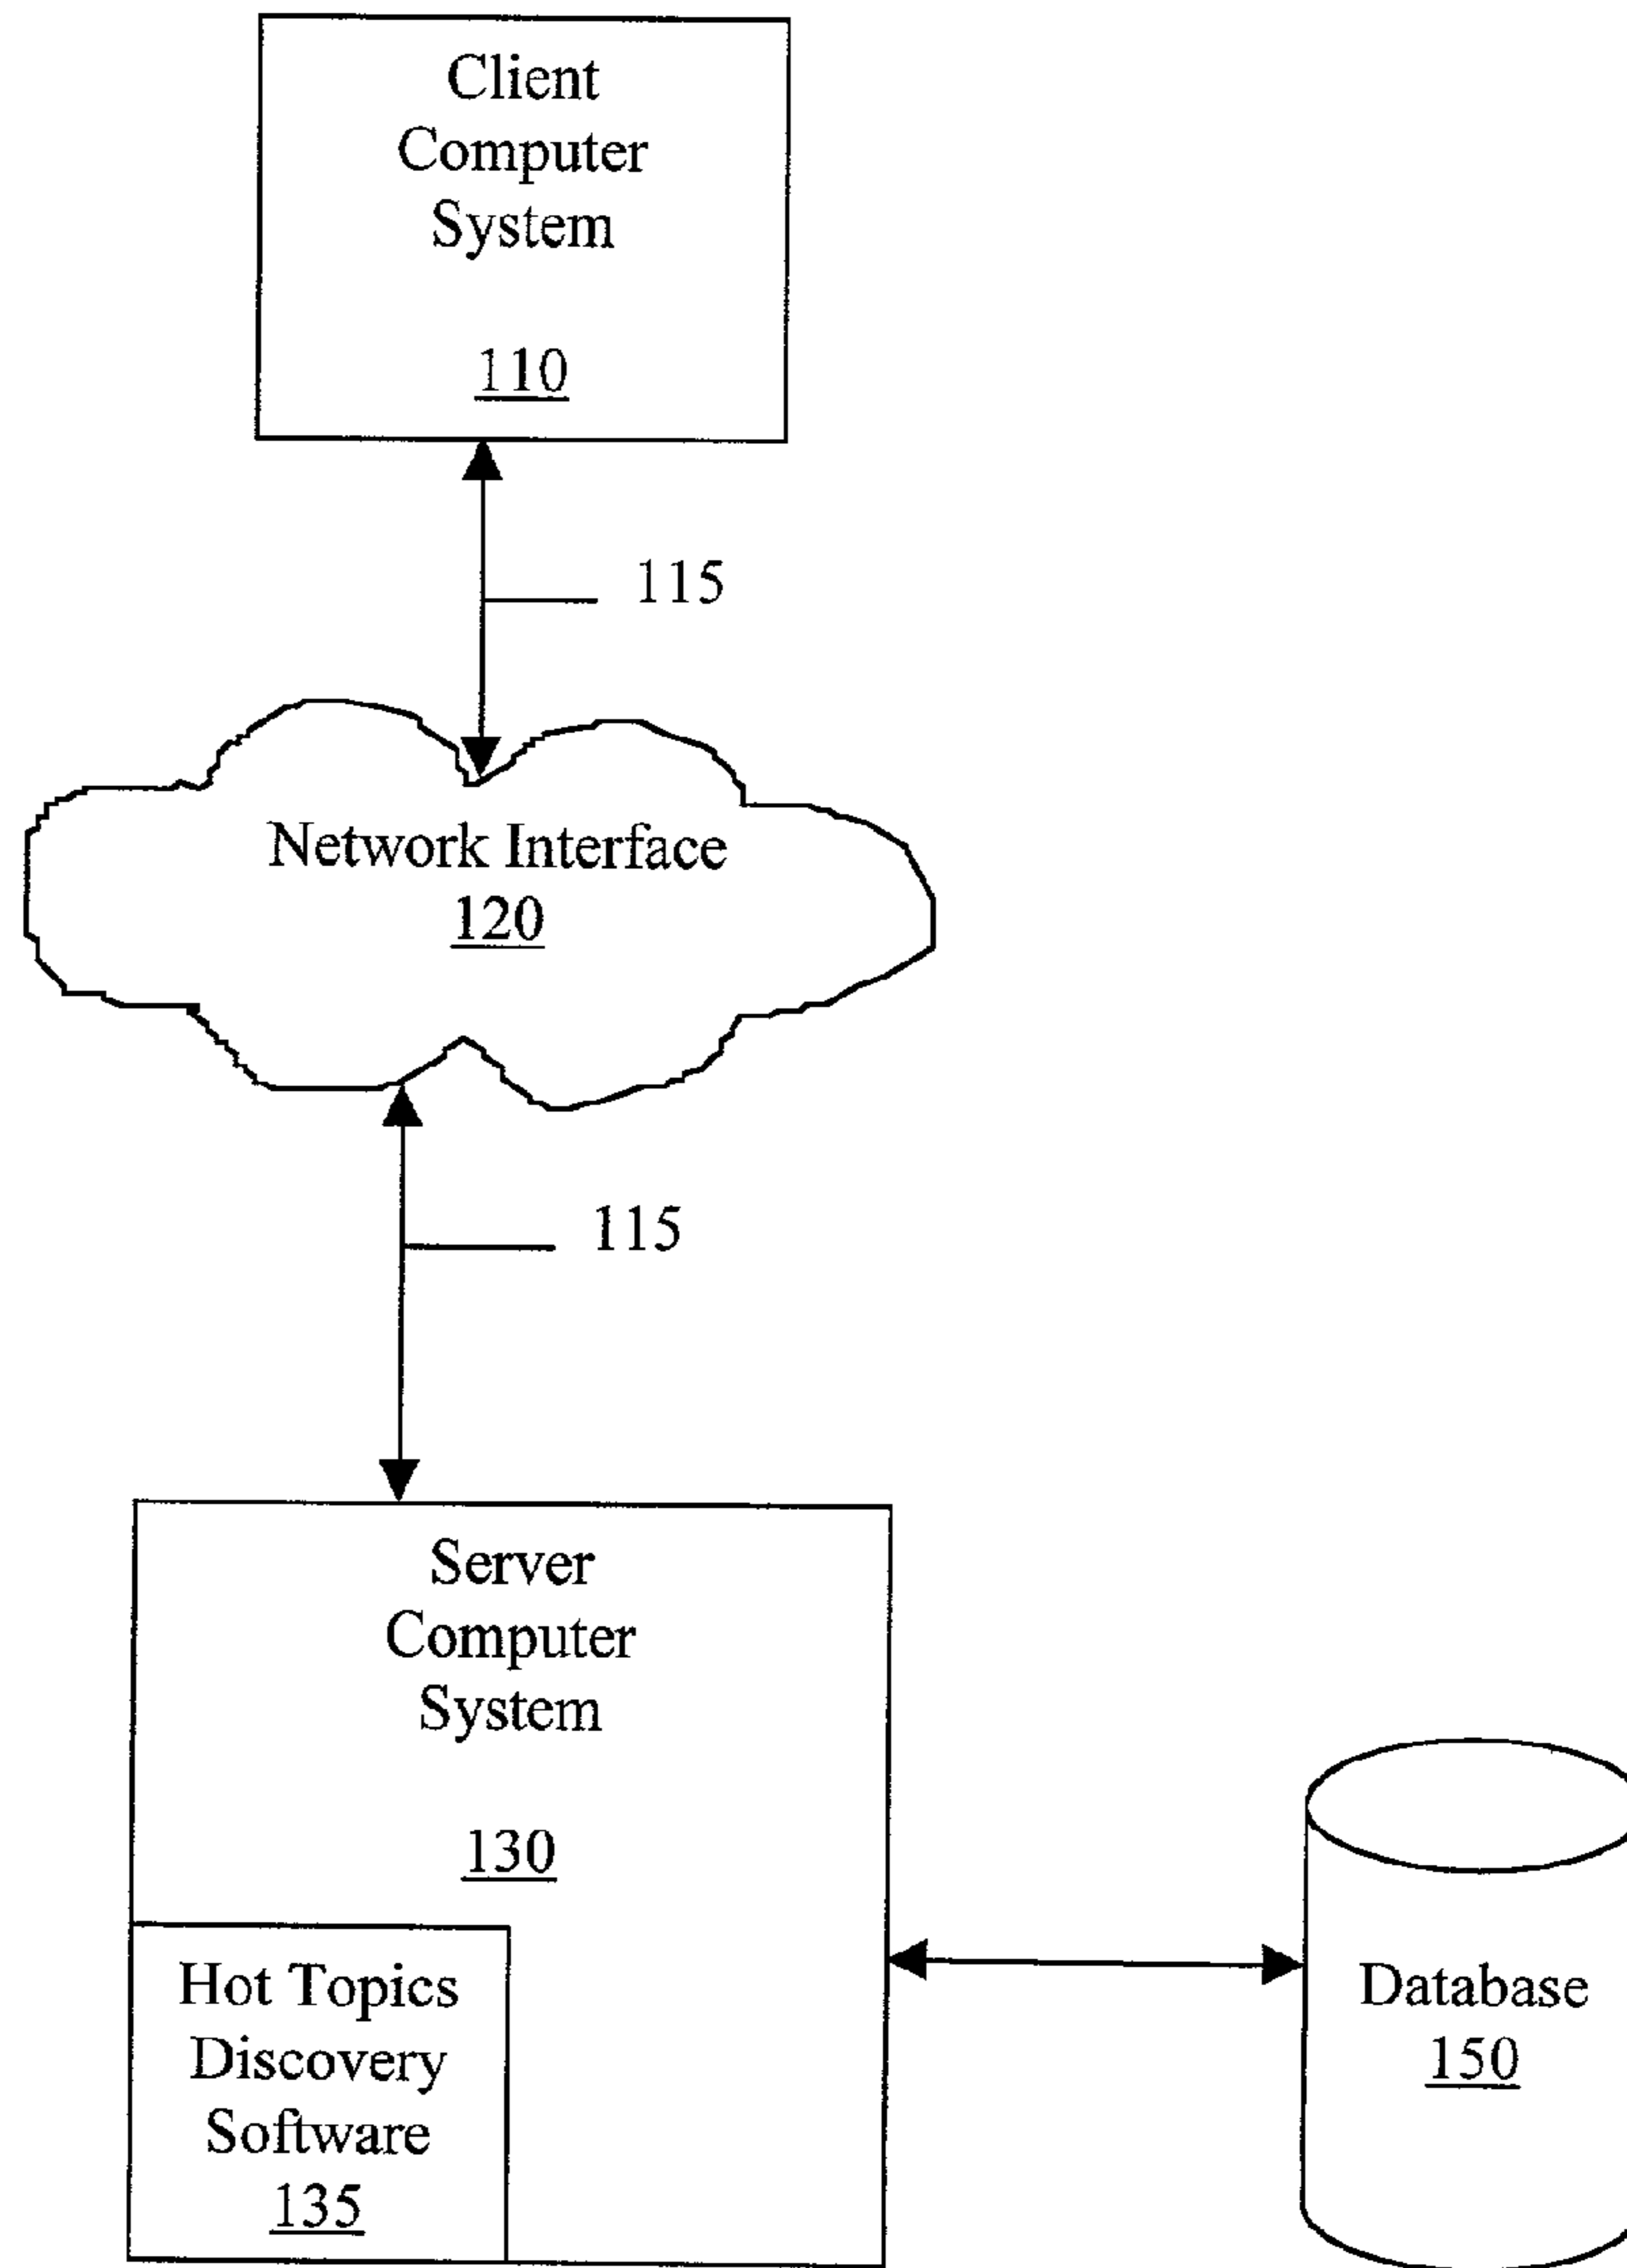 Client
Computer
System
110
115
Network Interface
120
115
Server
Computer
System
130
Hot Topics
Discovery
Software
135
Database
150